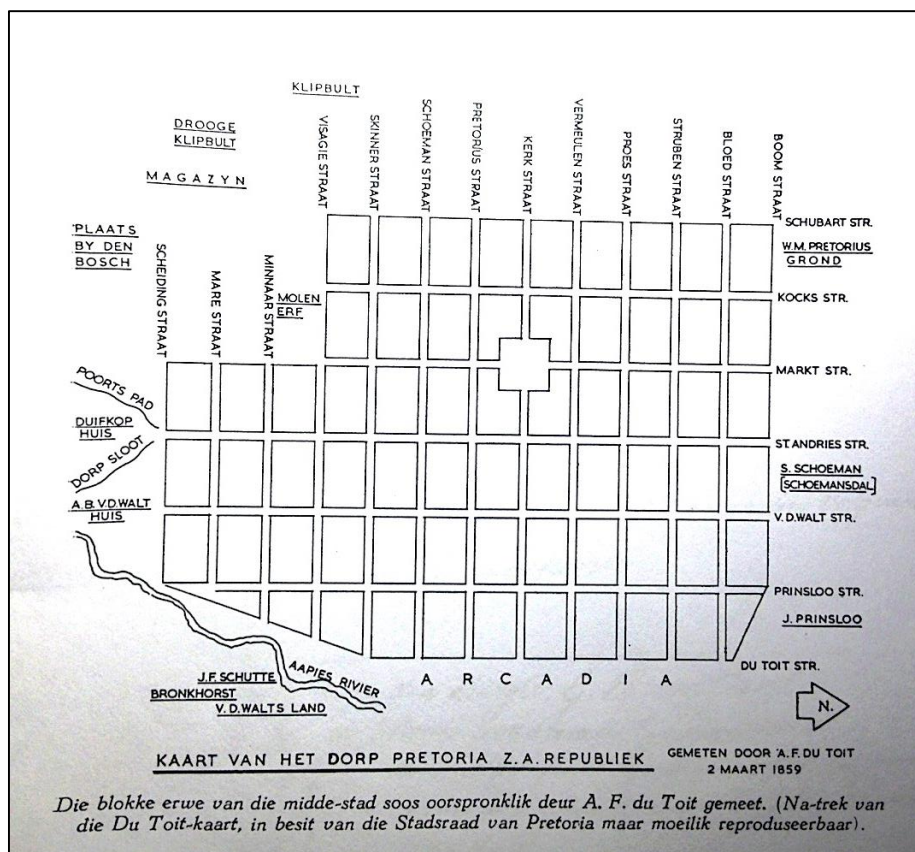 KLIPBULT
DROOGE
KLIPBULT
MAGAZYN
'PLAATS
BY DEN
BOSCH
SCHEIDING STRAAT
MARE STRAAT
MINNAAR STRAAT
VISAGIE STRAAT
SKINNER STRAAT
SCHOEMAN STRAAT
PRETORIUS STRAAT
KERK STRAAT
VERMEULEN STRAAT
PROES STRAAT
STRUBEN STRAAT
BLOED STRAAT
BOOM STRAAT
SCHUBART STR.
W.M. PRETORIUS
GROND
MOLEN
ERF
KOCKS STR.
MARKT STR.
POORTS PAD
DUIFKOP
HUIS
ST. ANDRIES STR.
DORP SLOOT
S. SCHOEMAN
[SCHOEMANSDAL]
A.B. V.D. WALT
HUIS
V.D. WALT STR.
PRINSLOO STR.
J. PRINSLOO
DU TOIT STR.
J.F. SCHUTTE
BRONKHORST
V.D. WALTS LAND
AAPIES RIVIER
ARCADIA
N.
KAART VAN HET DORP PRETORIA Z.A. REPUBLIEK
GEMETEN DOOR 'A.F. DU TOIT
2 MAART 1859
Die blokke erwe van die midde-stad soos oorspronklik deur A. F. du Toit gemeet. (Na-trek van
die Du Toit-kaart, in besit van die Stadsraad van Pretoria maar moeilik reproduseerbaar).